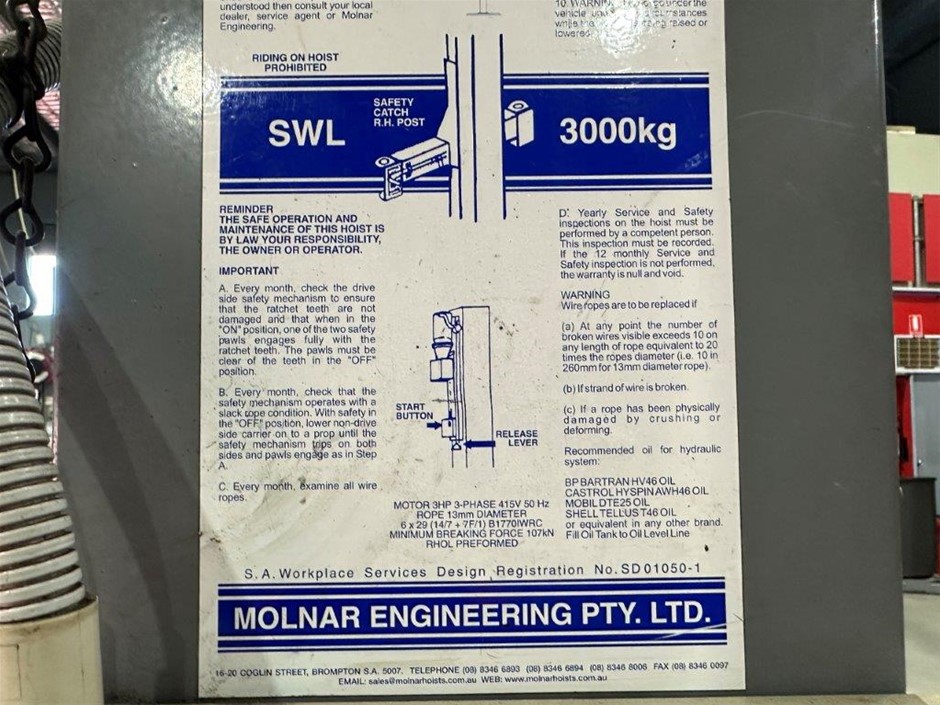 understood then consult your local
dealer, service agent or Molnar
Engineering.
10. WARNING
under the
vehicle
circumstances
while the
being raised or
lowered.
RIDING ON HOIST
PROHIBITED
SWL
SAFETY
CATCH
R.H. POST
3000kg
REMINDER
THE SAFE OPERATION AND
MAINTENANCE OF THIS HOIST IS
BY LAW YOUR RESPONSIBILITY,
THE OWNER OR OPERATOR.
IMPORTANT
A. Every month, check the drive
side safety mechanism to ensure
that the ratchet teeth are not
damaged and that when in the
"ON" position, one of the two safety
pawls engages fully with the
ratchet teeth. The pawls must be
clear of the teeth in the "OFF"
position.
B. Every month, check that the
safety mechanism operates with a
slack rope condition. With safety in
the "OFF" position, lower non-drive
side carrier on to a prop until the
safety mechanism trips on both
sides and pawls engage as in Step
A.
C. Every month, examine all wire
ropes.
START
BUTTON
RELEASE
LEVER
MOTOR 3HP 3-PHASE 415V 50 Hz
ROPE 13mm DIAMETER
6 x 29 (14/7 + 7F/1) B1770IWRC
MINIMUM BREAKING FORCE 107kN
RHOL PREFORMED
D. Yearly Service and Safety
inspections on the hoist must be
performed by a competent person.
This inspection must be recorded.
If the 12 monthly Service and
Safety inspection is not performed,
the warranty is null and void.
WARNING
Wire ropes are to be replaced if
(a) At any point the number of
broken wires visible exceeds 10 on
any length of rope equivalent to 20
times the ropes diameter (i.e. 10 in
260mm for 13mm diameter rope).
(b) If strand of wire is broken.
(c) If a rope has been physically
damaged by crushing or
deforming.
Recommended oil for hydraulic
system:
BP BARTRAN HV46 OIL
CASTROL HYSPIN AWH46 OIL
MOBIL DTE25 OIL
SHELL TELLUS T46 OIL
or equivalent in any other brand.
Fill Oil Tank to Oil Level Line
S.A. Workplace Services Design Registration No. SD01050-1
MOLNAR ENGINEERING PTY. LTD.
16-20 COGLIN STREET, BROMPTON S.A. 5007. TELEPHONE (08) 8346 6893 (08) 8346 6894 (08) 8346 8006 FAX (08) 8346 0097
EMAIL: sales@molnarhoists.com.au WEB: www.molnarhoists.com.au